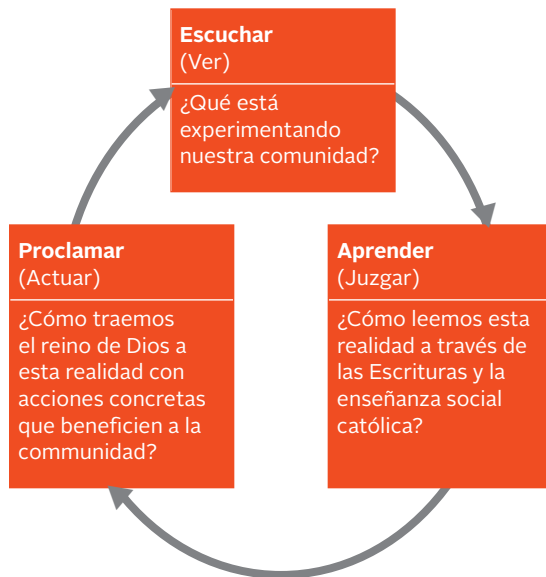 Escuchar
(Ver)
¿Qué está
experimentando
nuestra comunidad?
Aprender
(Juzgar)
¿Cómo leemos esta
realidad a través de
las Escrituras y la
enseñanza social
católica?
Proclamar
(Actuar)
¿Cómo traemos
el reino de Dios a
esta realidad con
acciones concretas
que beneficien a la
communidad?